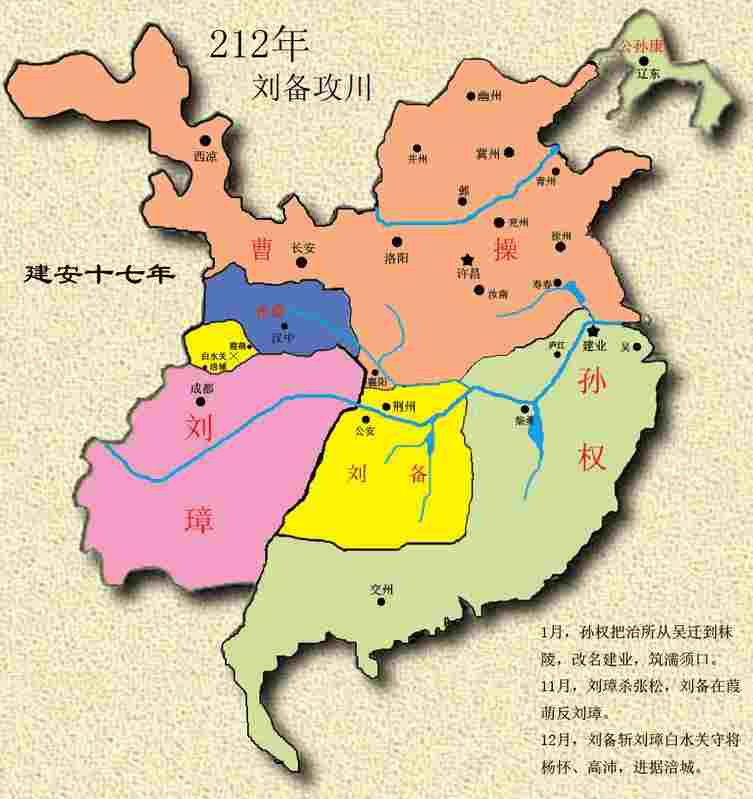 212年
刘备攻川
公孙康
辽东
幽州
西凉
并州
冀州
青州
邺
兖州
曹 操
长安
洛阳
徐州
许昌
建安十七年
汝南
寿春
汉中
葭萌
白水关
涪城
襄阳
庐江
建业
吴
成都
荆州
公安
柴桑
孙权
刘璋
刘 备
交州
1月，孙权把治所从吴迁到秣
陵，改名建业，筑濡须口。
11月，刘璋杀张松，刘备在葭
萌反刘璋。
12月，刘备斩刘璋白水关守将
杨怀、高沛，进据涪城。